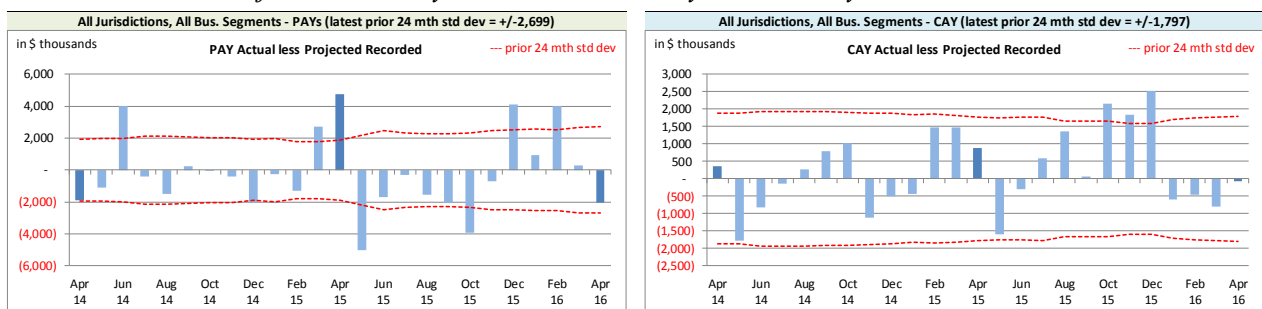 All Jurisdictions, All Bus. Segments - PAYs (latest prior 24 mth std dev = +/-2,699)
in $ thousands
PAY Actual less Projected Recorded
--- prior 24 mth std dev
6,000
4,000
2,000
-
(2,000)
(4,000)
(6,000)
Apr 14
Jun 14
Oct 14
Aug 14
Dec 14
Feb 15
Apr 15
Jun 15
Aug 15
Oct 15
Dec 15
Feb 16
Apr 16
All Jurisdictions, All Bus. Segments - CAY (latest prior 24 mth std dev = +/-1,797)
in $ thousands
CAY Actual less Projected Recorded
--- prior 24 mth std dev
3,000
2,500
2,000
1,500
1,000
500
-
(500)
(1,000)
(1,500)
(2,000)
(2,500)
Apr 14
Jun 14
Aug 14
Oct 14
Dec 14
Feb 15
Apr 15
Jun 15
Aug 15
Oct 15
Dec 15
Feb 16
Apr 16